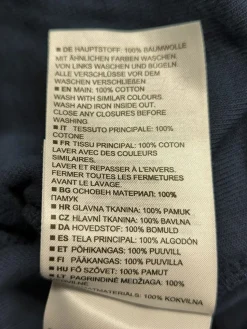 ■ DE HAUPTSTOFF: 100% BAUMWOLLE
MIT ÄHNLICHEN FARBEN WASCHEN
VON LINKS WASCHEN UND BÜGELN.
ALLE VERSCHLÜSSE VOR DEM
WASCHEN VERSCHLIEẞEN
■ EN MAIN: 100% COTTON
WASH WITH SIMILAR COLOURS.
WASH AND IRON INSIDE OUT.
CLOSE ANY CLOSURES BEFORE
WASHING
■ IT TESSUTO PRINCIPALE: 100%
COTONE
■ FR TISSU PRINCIPAL: 100% COTON
LAVER AVEC DES COULEURS
SIMILAIRES.
LAVER ET REPASSER À L'ENVERS.
FERMER TOUTES LES FERMETURES
AVANT LE LAVAGE.
■ BG ОСНОВЕН МАТЕРИАЛ: 100%
ПАМУК
■ HR GLAVNA TKANINA: 100% PAMUK
■ CZ HLAVNÍ TKANINA: 100% BAVLNA
■ DA HOVEDSTOF: 100% BOMULD
■ ES TELA PRINCIPAL: 100% ALGODÓN
■ ET PÕHIKANGAS: 100% PUUVILL
■ FI PÄÄKANGAS: 100% PUUVILLA
■ HU FŐ SZÖVET: 100% PAMUT
■ LT PAGRINDINĖ MEDŽIAGA: 100%
100% KOKVILNA